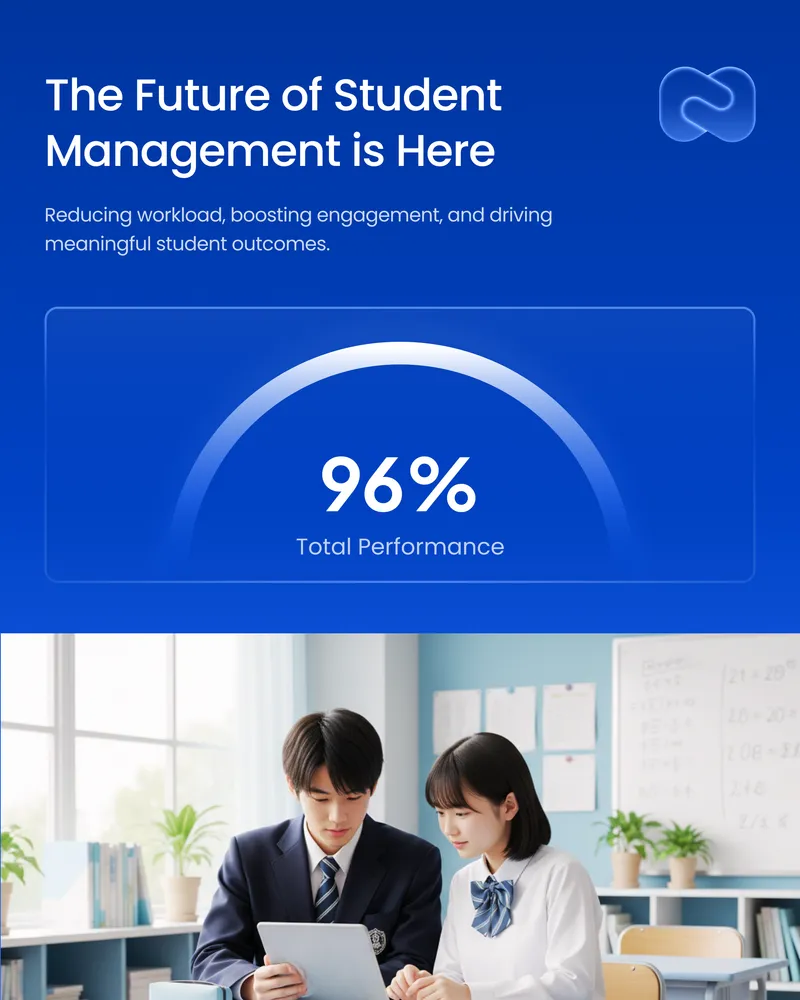 The Future of Student
Management is Here
Reducing workload, boosting engagement, and driving
meaningful student outcomes.
96%
Total Performance